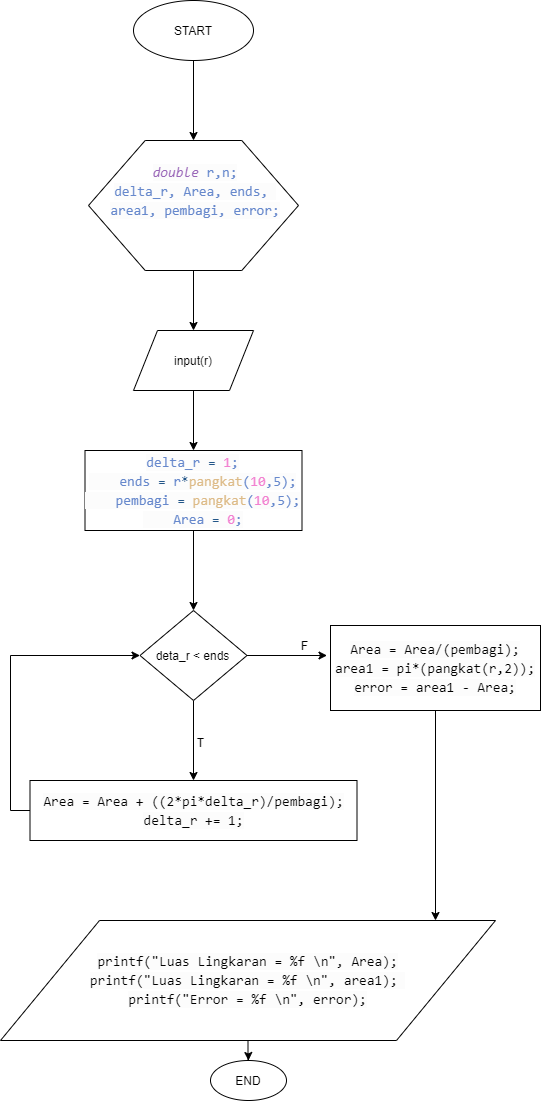 START
double r,n;
delta_r, Area, ends,
area1, pembagi, error;
input(r)
delta_r = 1;
ends = r*pangkat(10,5);
pembagi = pangkat(10,5);
Area = 0;
deta_r < ends
F
Area = Area/(pembagi);
area1 = pi*(pangkat(r,2));
error = area1 - Area;
T
Area = Area + ((2*pi*delta_r)/pembagi);
delta_r += 1;
printf("Luas Lingkaran = %f \n", Area);
printf("Luas Lingkaran = %f \n", area1);
printf("Error = %f \n", error);
END